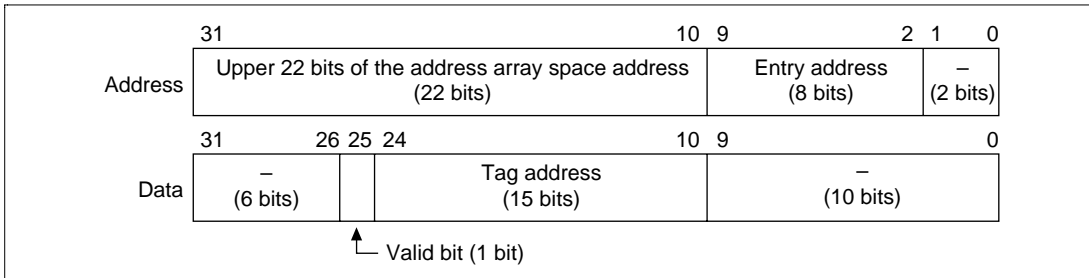 31 10 9 2 1 0
Address Upper 22 bits of the address array space address Entry address –
(22 bits) (8 bits) (2 bits)
31 26 25 24 10 9 0
Data – Tag address –
(6 bits) (15 bits) (10 bits)
Valid bit (1 bit)